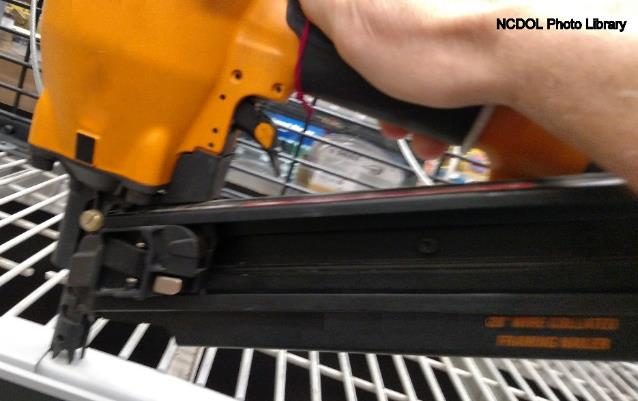 NCDOL Photo Library
28° WIRE COLLATED
FRAMING NAILER